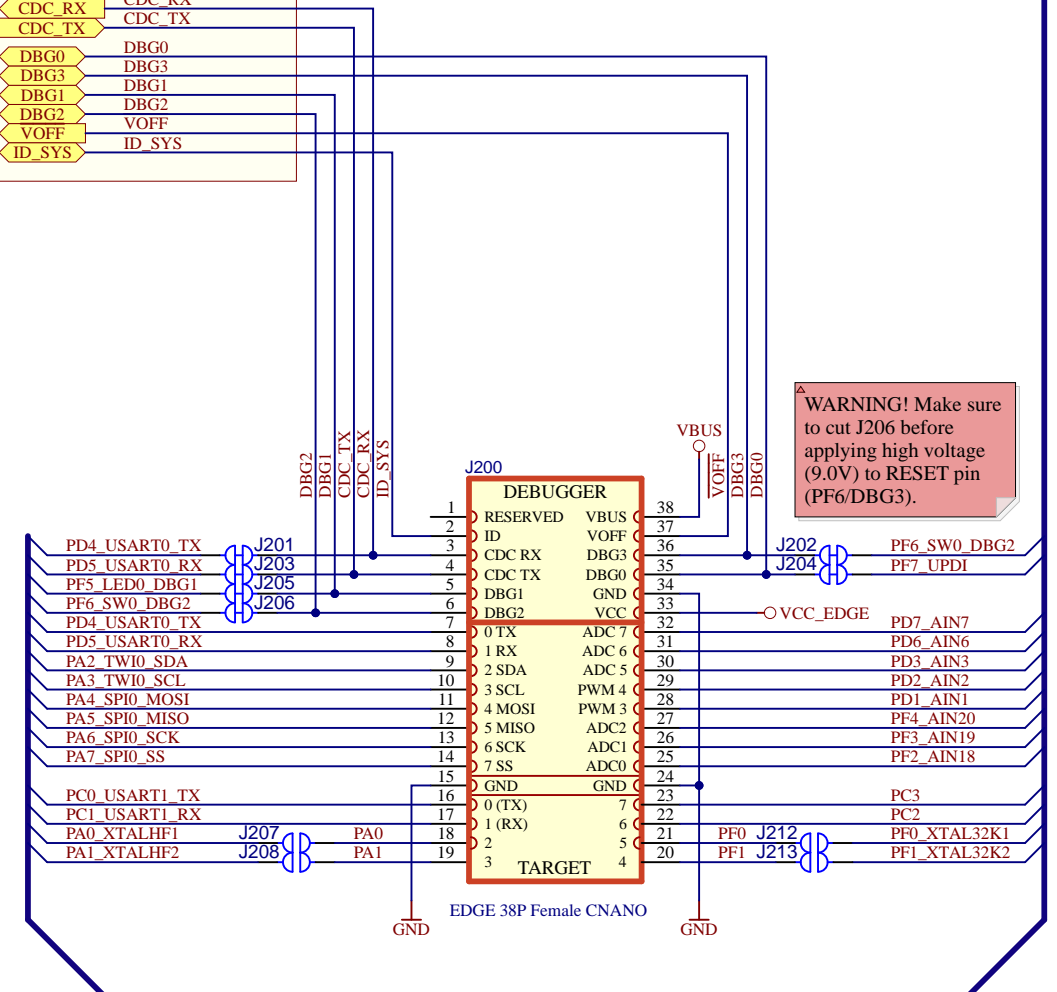 CDC_RX
CDC_RX
CDC_TX
CDC_TX
DBG0
DBG0
DBG3
DBG3
DBG1
DBG1
DBG2
DBG2
VOFF
VOFF
ID_SYS
ID_SYS
WARNING! Make sure
to cut J206 before
applying high voltage
(9.0V) to RESET pin
(PF6/DBG3).
DBG2
DBG1
CDC_TX
CDC_RX
ID_SYS
VBUS
VOFF
DBG3
DBG0
J200
DEBUGGER
1 RESERVED VBUS 38
2 ID VOFF 37
PD4_USART0_TX J201 3 CDC RX DBG3 36 J202 PF6_SW0_DBG2
PD5_USART0_RX J203 4 CDC TX DBG0 35 J204 PF7_UPDI
PF5_LED0_DBG1 J205 5 DBG1 GND 34
PF6_SW0_DBG2 J206 6 DBG2 VCC 33 VCC_EDGE
PD4_USART0_TX 7 0 TX ADC 7 32 PD7_AIN7
PD5_USART0_RX 8 1 RX ADC 6 31 PD6_AIN6
PA2_TWI0_SDA 9 2 SDA ADC 5 30 PD3_AIN3
PA3_TWI0_SCL 10 3 SCL PWM 4 29 PD2_AIN2
PA4_SPI0_MOSI 11 4 MOSI PWM 3 28 PD1_AIN1
PA5_SPI0_MISO 12 5 MISO ADC2 27 PF4_AIN20
PA6_SPI0_SCK 13 6 SCK ADC1 26 PF3_AIN19
PA7_SPI0_SS 14 7 SS ADC0 25 PF2_AIN18
15 GND GND 24
PC0_USART1_TX 16 0 (TX) 7 23 PC3
PC1_USART1_RX 17 1 (RX) 6 22 PC2
PA0_XTALHF1 J207 PA0 18 2 5 21 PF0 J212 PF0_XTAL32K1
PA1_XTALHF2 J208 PA1 19 3 4 20 PF1 J213 PF1_XTAL32K2
TARGET
EDGE 38P Female CNANO
GND
GND